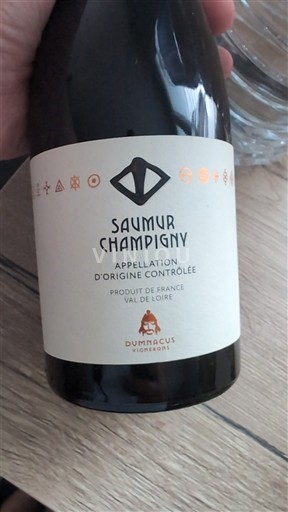 SAUMUR
CHAMPIGNY
APPELLATION
D'ORIGINE CONTRÔLÉE
PRODUIT DE FRANCE
VAL DE LOIRE
DUMNACUS
VIGNERONS